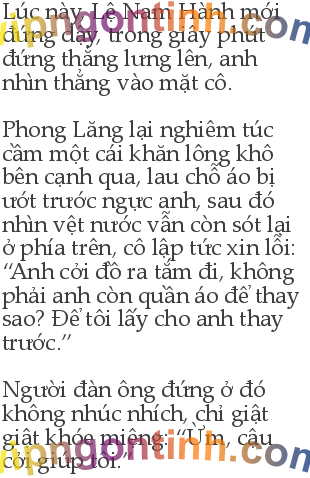 Lúc này, Lệ Nam Hành mới
đứng dậy, trong giây phút
đứng thẳng lưng lên, anh
nhìn thẳng vào mặt cô.
Phong Lăng lại nghiêm túc
cầm một cái khăn lông khô
bên cạnh qua, lau chỗ áo bị
ướt trước ngực anh, sau đó
nhìn vệt nước vẫn còn sót lại
ở phía trên, cô lập tức xin lỗi:
“Anh cởi đồ ra tắm đi, không
phải anh còn quần áo để thay
sao? Để tôi lấy cho anh thay
trước.”
Người đàn ông đứng ở đó
không nhúc nhích, chỉ giật
giật khóe miệng: “Ừm, cậu
cởi giúp tôi.”
vipngontinh.com
vipngontinh.com